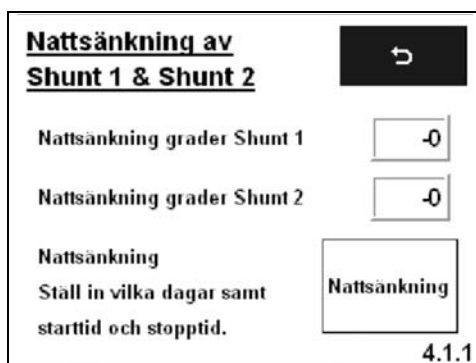 Nattsänkning av
Shunt 1 & Shunt 2
Nattsänkning grader Shunt 1
-0
Nattsänkning grader Shunt 2
-0
Nattsänkning
Ställ in vilka dagar samt
starttid och stopptid.
Nattsänkning
4.1.1